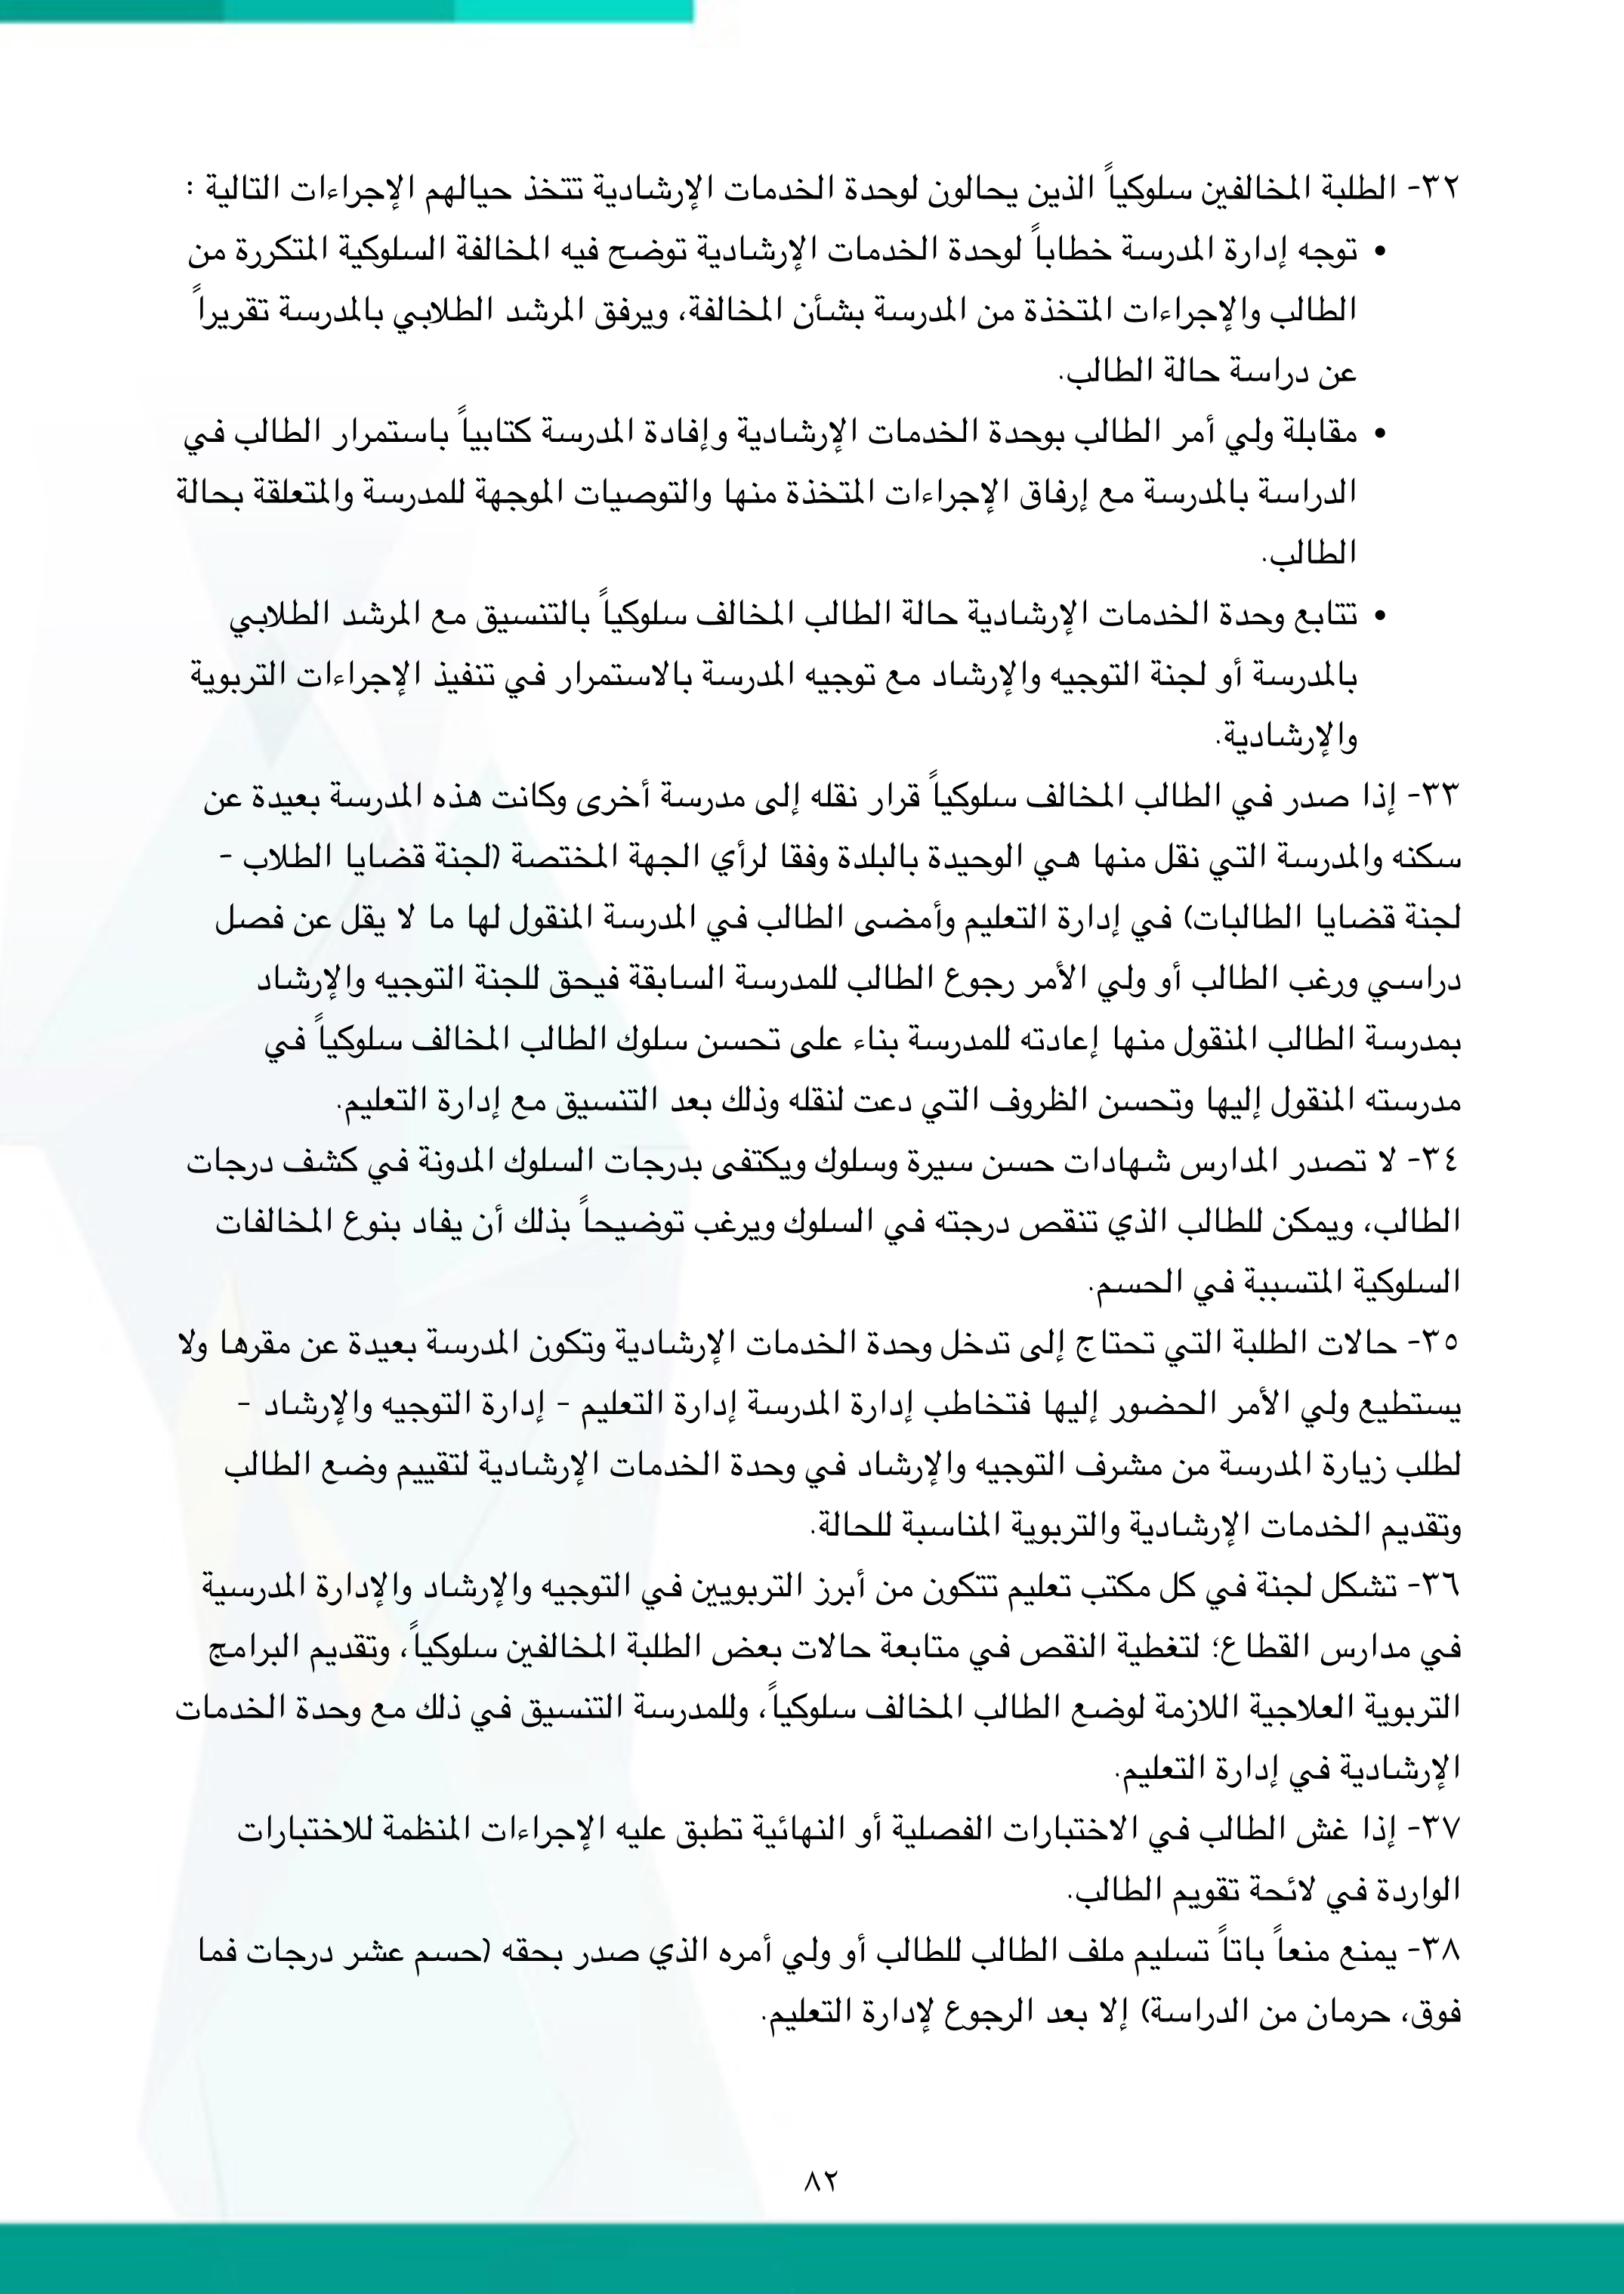 ٣٢- الطلبة المخالفين سلوكياً الذين يحالون لوحدة الخدمات الإرشادية تتخذ حيالهم الإجراءات التالية :
• توجه إدارة المدرسة خطاباً لوحدة الخدمات الإرشادية توضح فيه المخالفة السلوكية المتكررة من
الطالب والإجراءات المتخذة من المدرسة بشأن المخالفة، ويرفق المرشد الطلابي بالمدرسة تقريراً
عن دراسة حالة الطالب.
• مقابلة ولي أمر الطالب بوحدة الخدمات الإرشادية وإفادة المدرسة كتابياً باستمرار الطالب في
الدراسة بالمدرسة مع إرفاق الإجراءات المتخذة منها والتوصيات الموجهة للمدرسة والمتعلقة بحالة
الطالب.
• تتابع وحدة الخدمات الإرشادية حالة الطالب المخالف سلوكياً بالتنسيق مع المرشد الطلابي
بالمدرسة أو لجنة التوجيه والإرشاد مع توجيه المدرسة بالاستمرار في تنفيذ الإجراءات التربوية
والإرشادية.
٣٣- إذا صدر في الطالب المخالف سلوكياً قرار نقله إلى مدرسة أخرى وكانت هذه المدرسة بعيدة عن
سكنه والمدرسة التي نقل منها هي الوحيدة بالبلدة وفقا لرأي الجهة المختصة (لجنة قضايا الطلاب -
لجنة قضايا الطالبات) في إدارة التعليم وأمضى الطالب في المدرسة المنقول لها ما لا يقل عن فصل
دراسي ورغب الطالب أو ولي الأمر رجوع الطالب للمدرسة السابقة فيحق للجنة التوجيه والإرشاد
بمدرسة الطالب المنقول منها إعادته للمدرسة بناء على تحسن سلوك الطالب المخالف سلوكياً في
مدرسته المنقول إليها وتحسن الظروف التي دعت لنقله وذلك بعد التنسيق مع إدارة التعليم.
٣٤- لا تصدر المدارس شهادات حسن سيرة وسلوك ويكتفى بدرجات السلوك المدونة في كشف درجات
الطالب، ويمكن للطالب الذي تنقص درجته في السلوك ويرغب توضيحاً بذلك أن يفاد بنوع المخالفات
السلوكية المتسببة في الحسم.
٣٥- حالات الطلبة التي تحتاج إلى تدخل وحدة الخدمات الإرشادية وتكون المدرسة بعيدة عن مقرها ولا
يستطيع ولي الأمر الحضور إليها فتخاطب إدارة المدرسة إدارة التعليم - إدارة التوجيه والإرشاد -
لطلب زيارة المدرسة من مشرف التوجيه والإرشاد في وحدة الخدمات الإرشادية لتقييم وضع الطالب
وتقديم الخدمات الإرشادية والتربوية المناسبة للحالة.
٣٦- تشكل لجنة في كل مكتب تعليم تتكون من أبرز التربويين في التوجيه والإرشاد والإدارة المدرسية
في مدارس القطاع؛ لتغطية النقص في متابعة حالات بعض الطلبة المخالفين سلوكياً، وتقديم البرامج
التربوية العلاجية اللازمة لوضع الطالب المخالف سلوكياً، وللمدرسة التنسيق في ذلك مع وحدة الخدمات
الإرشادية في إدارة التعليم.
٣٧- إذا غش الطالب في الاختبارات الفصلية أو النهائية تطبق عليه الإجراءات المنظمة للاختبارات
الواردة في لائحة تقويم الطالب.
٣٨- يمنع منعاً باتاً تسليم ملف الطالب للطالب أو ولي أمره الذي صدر بحقه (حسم عشر درجات فما
فوق، حرمان من الدراسة) إلا بعد الرجوع لإدارة التعليم.
٨٢